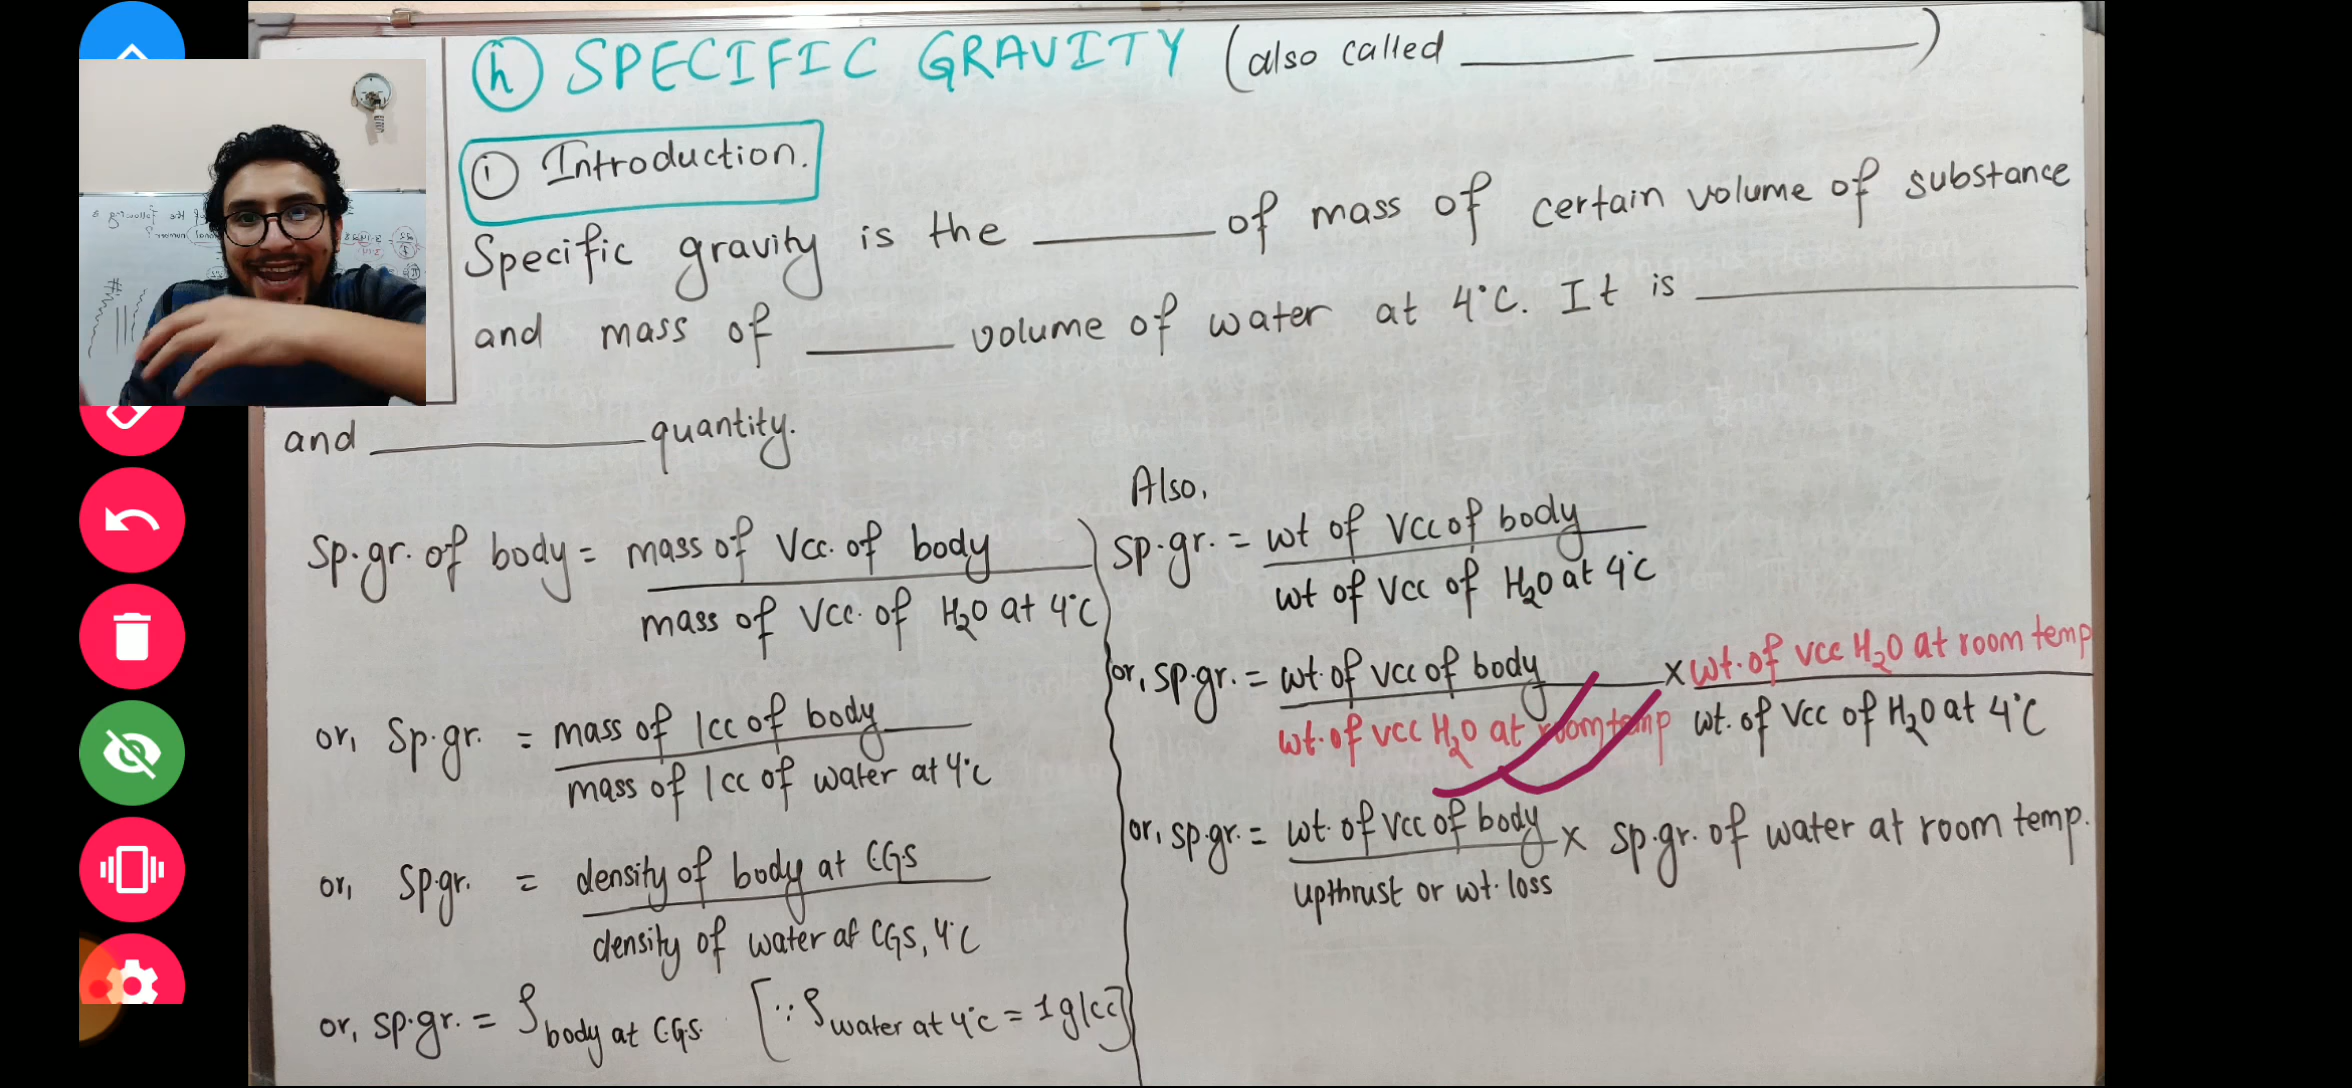 (h) SPECIFIC GRAVITY (also called ______ ______)
(i) Introduction.
Specific gravity is the ______ of mass of certain volume of substance
and mass of ______ volume of water at 4°C. It is ______
and ______ quantity.
Sp.gr. of body = mass of Vcc. of body
mass of Vcc. of H₂O at 4°C
or, Sp.gr. = mass of 1cc of body
mass of 1cc of water at 4°C
or, Sp.gr. = density of body at CGS
density of water at CGS, 4°C
or, sp.gr. = ρ body at C.G.S. [∵ ρ water at 4°C = 1g/cc]
Also,
sp.gr. = wt of Vcc of body
wt of Vcc of H₂O at 4°C
or, sp.gr. = wt. of vcc of body × wt. of vcc H₂O at room temp
wt. of vcc H₂O at room temp wt. of Vcc of H₂O at 4°C
or, sp.gr. = wt. of vcc of body × sp.gr. of water at room temp.
upthrust or wt. loss